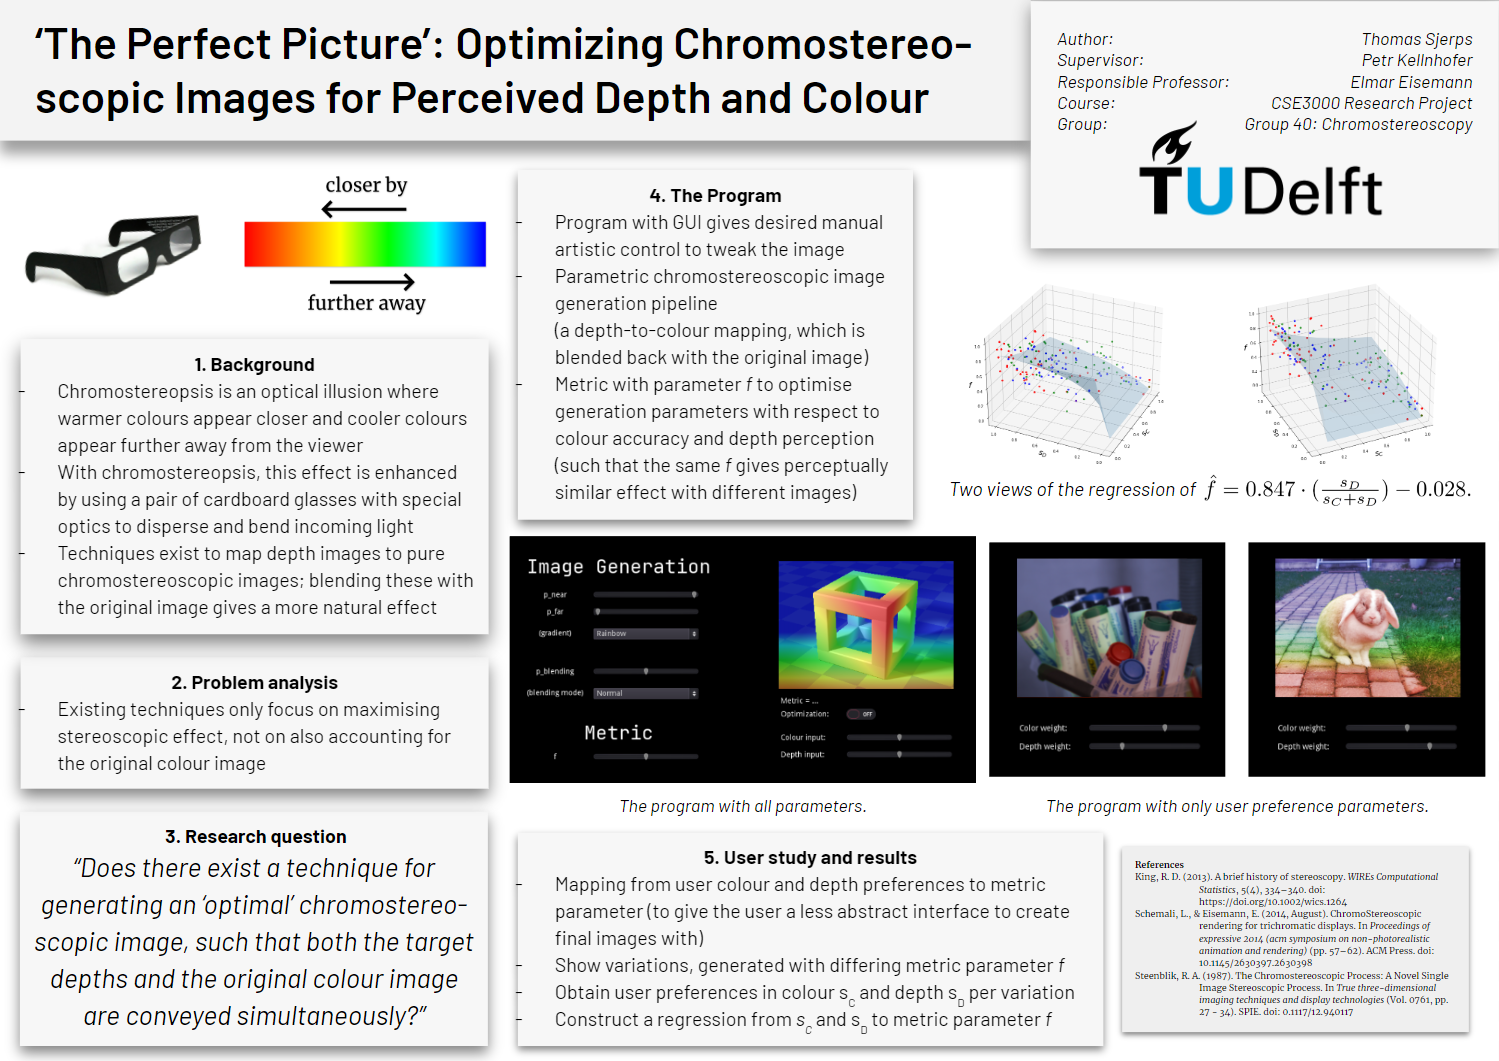 ‘The Perfect Picture’: Optimizing Chromostereo-
scopic Images for Perceived Depth and Colour
Author: Thomas Sjerps
Supervisor: Petr Kellnhofer
Responsible Professor: Elmar Eisemann
Course: CSE3000 Research Project
Group: Group 40: Chromostereoscopy
TUDelft
closer by
further away
1. Background
- Chromostereopsis is an optical illusion where
warmer colours appear closer and cooler colours
appear further away from the viewer
- With chromostereopsis, this effect is enhanced
by using a pair of cardboard glasses with special
optics to disperse and bend incoming light
- Techniques exist to map depth images to pure
chromostereoscopic images; blending these with
the original image gives a more natural effect
2. Problem analysis
- Existing techniques only focus on maximising
stereoscopic effect, not on also accounting for
the original colour image
3. Research question
“Does there exist a technique for
generating an ‘optimal’ chromostereo-
scopic image, such that both the target
depths and the original colour image
are conveyed simultaneously?”
4. The Program
- Program with GUI gives desired manual
artistic control to tweak the image
- Parametric chromostereoscopic image
generation pipeline
(a depth-to-colour mapping, which is
blended back with the original image)
- Metric with parameter f to optimise
generation parameters with respect to
colour accuracy and depth perception
(such that the same f gives perceptually
similar effect with different images)
Two views of the regression of f̂ = 0.847 · (s_D / (s_C+s_D)) − 0.028.
Image Generation
p_near
p_far
(gradient) Rainbow
p_blending
(blending mode) Normal
Metric
f
Metric = ...
Optimization: OFF
Colour input:
Depth input:
The program with all parameters.
Color weight:
Depth weight:
Color weight:
Depth weight:
The program with only user preference parameters.
5. User study and results
- Mapping from user colour and depth preferences to metric
parameter (to give the user a less abstract interface to create
final images with)
- Show variations, generated with differing metric parameter f
- Obtain user preferences in colour s_C and depth s_D per variation
- Construct a regression from s_C and s_D to metric parameter f
References
King, R. D. (2013). A brief history of stereoscopy. WIREs Computational
Statistics, 5(4), 334–340. doi:
https://doi.org/10.1002/wics.1264
Schemali, L., & Eisemann, E. (2014, August). ChromoStereoscopic
rendering for trichromatic displays. In Proceedings of
expressive 2014 (acm symposium on non-photorealistic
animation and rendering) (pp. 57–62). ACM Press. doi:
10.1145/2630397.2630398
Steenblik, R. A. (1987). The Chromostereoscopic Process: A Novel Single
Image Stereoscopic Process. In True three-dimensional
imaging techniques and display technologies (Vol. 0761, pp.
27 - 34). SPIE. doi: 0.1117/12.940117